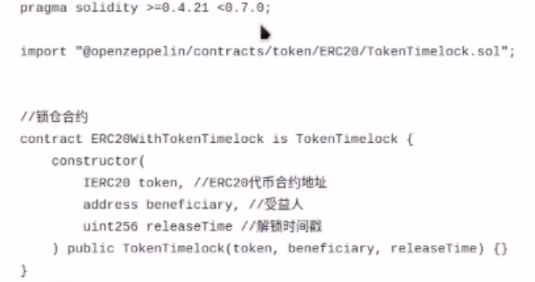 pragma solidity >=0.4.21 <0.7.0;
import "@openzeppelin/contracts/token/ERC20/TokenTimelock.sol";
//锁仓合约
contract ERC20WithTokenTimelock is TokenTimelock {
constructor(
IERC20 token, //ERC20代币合约地址
address beneficiary, //受益人
uint256 releaseTime //解锁时间戳
) public TokenTimelock(token, beneficiary, releaseTime) {}
}